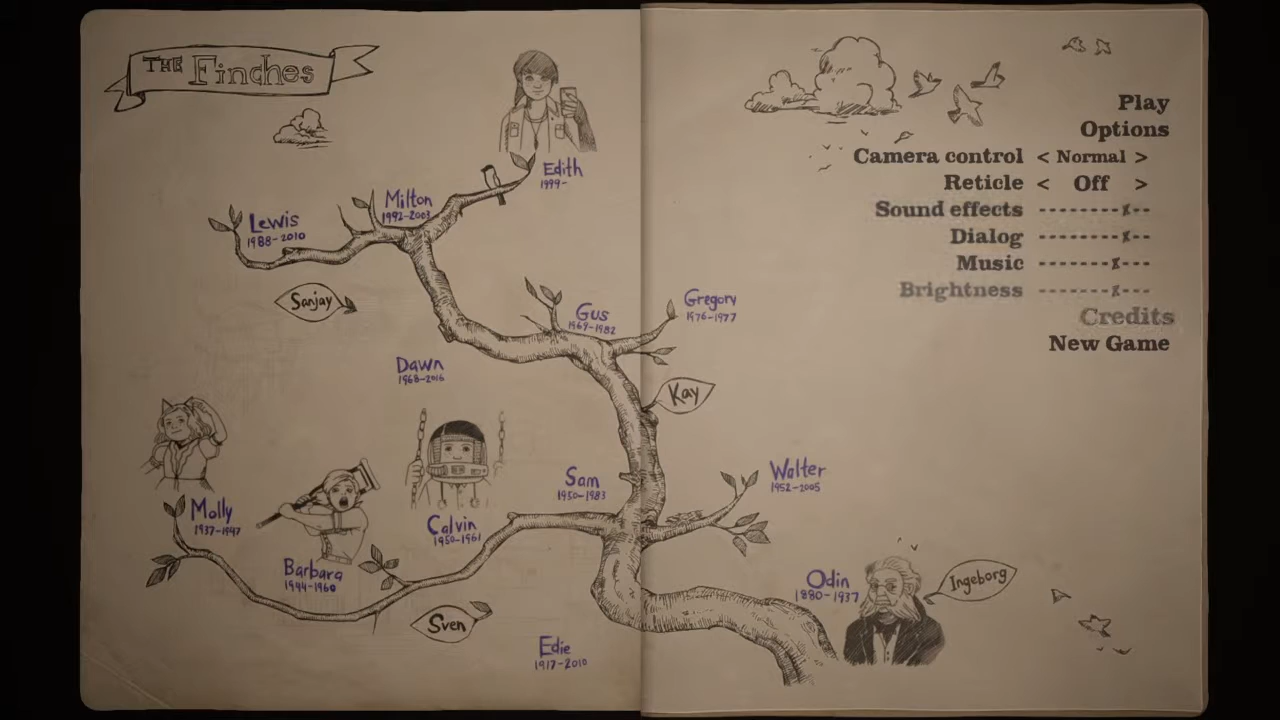 THE Finches
Edith
1999-
Milton
1992-2003
Lewis
1988-2010
Sanjay
Gus
1969-1982
Gregory
1976-1977
Dawn
1968-2016
Kay
Sam
1950-1983
Walter
1952-2005
Calvin
1950-1961
Molly
1937-1947
Barbara
1944-1960
Sven
Edie
1917-2010
Odin
1880-1937
Ingeborg
Play
Options
Camera control < Normal >
Reticle < Off >
Sound effects
Dialog
Music
Brightness
Credits
New Game